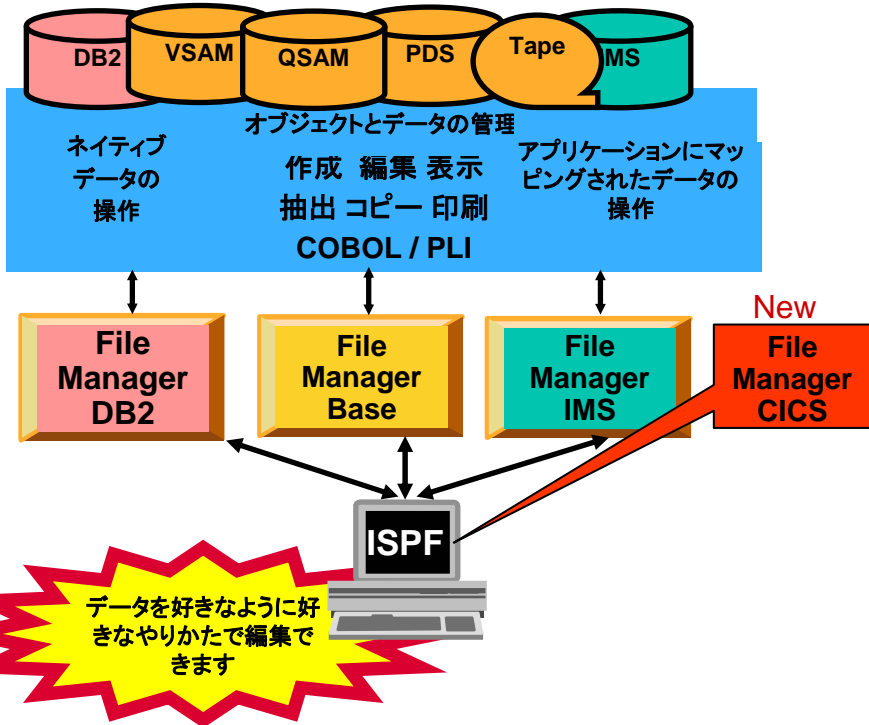 DB2
VSAM
QSAM
PDS
Tape
MS
オブジェクトとデータの管理
ネイティブ
データの
操作
作成 編集 表示
抽出 コピー 印刷
COBOL / PLI
アプリケーションにマッ
ピングされたデータの
操作
File
Manager
DB2
File
Manager
Base
File
Manager
IMS
New
File
Manager
CICS
ISPF
データを好きなように好
きなやりかたで編集で
きます